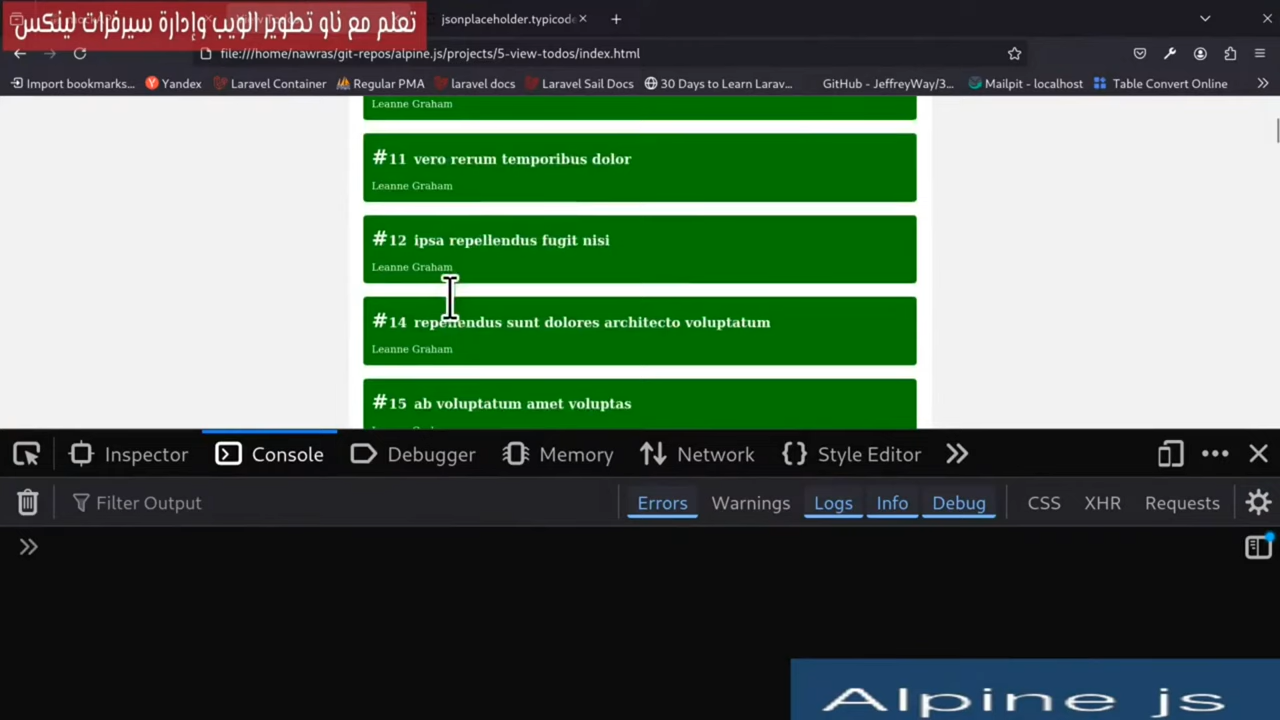 تعلم مع ناو تطوير الويب وإدارة سيرفرات لينكس
jsonplaceholder.typicode
file:///home/nawras/git-repos/alpine.js/projects/5-view-todos/index.html
Import bookmarks... Yandex Laravel Container Regular PMA laravel docs Laravel Sail Docs 30 Days to Learn Larav... GitHub - JeffreyWay/3... Mailpit - localhost Table Convert Online
Leanne Graham
#11 vero rerum temporibus dolor
Leanne Graham
#12 ipsa repellendus fugit nisi
Leanne Graham
#14 repellendus sunt dolores architecto voluptatum
Leanne Graham
#15 ab voluptatum amet voluptas
Inspector Console Debugger Memory Network Style Editor
Filter Output Errors Warnings Logs Info Debug CSS XHR Requests
Alpine js